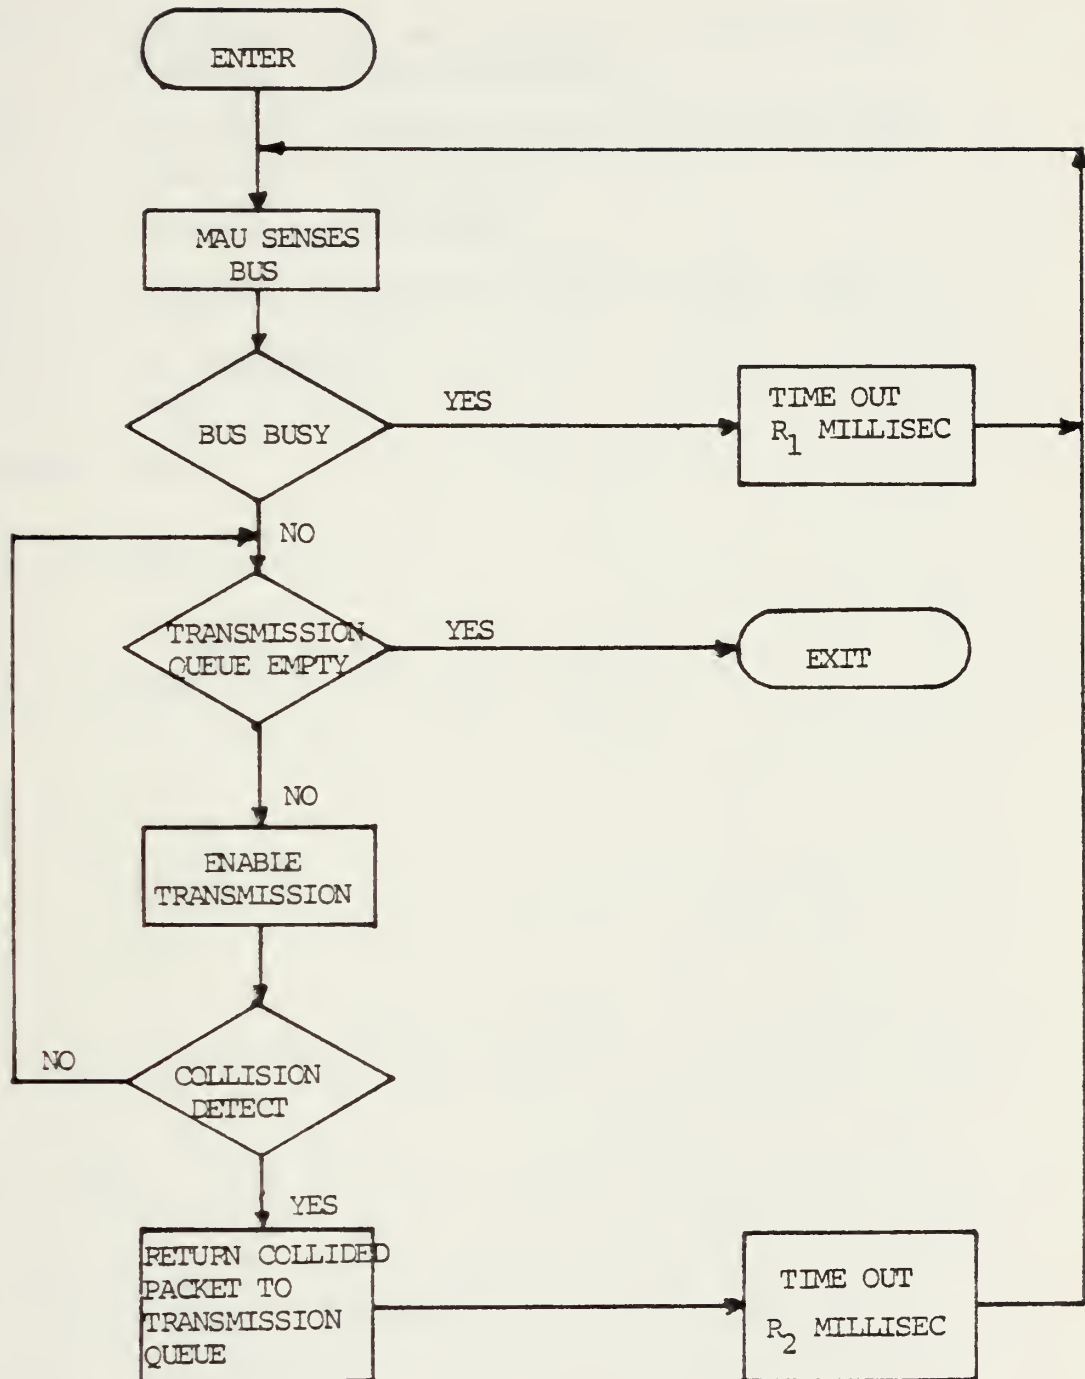 ENTER
MAU SENSES
BUS
BUS BUSY
YES
TIME OUT
R₁ MILLISEC
NO
TRANSMISSION
QUEUE EMPTY
YES
EXIT
NO
ENABLE
TRANSMISSION
COLLISION
DETECT
NO
YES
RETURN COLLIDED
PACKET TO
TRANSMISSION
QUEUE
TIME OUT
R₂ MILLISEC